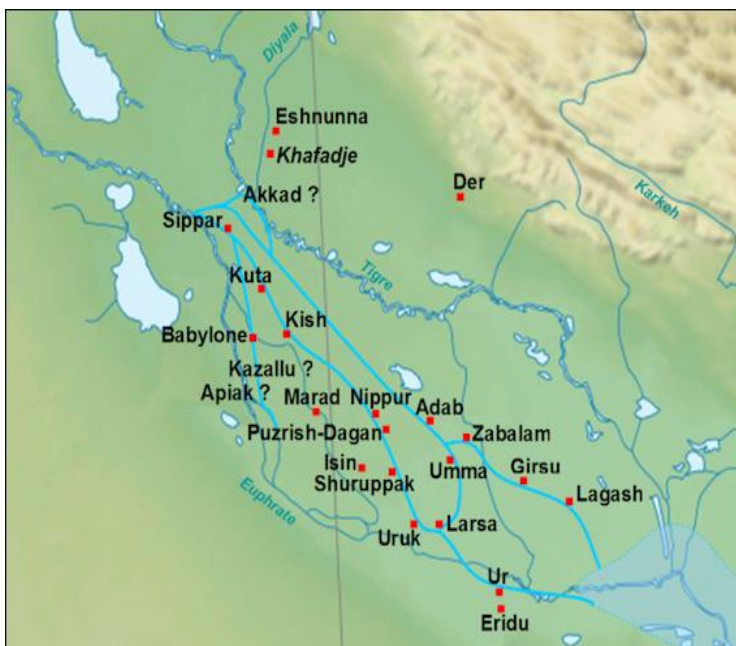 Diyala
Eshnunna
Khafadje
Der
Karkeh
Akkad ?
Sippar
Tigre
Kuta
Kish
Babylone
Kazallu ?
Apiak ?
Marad
Nippur
Adab
Puzrish-Dagan
Zabalam
Isin
Umma
Girsu
Shuruppak
Lagash
Euphrate
Uruk
Larsa
Ur
Eridu